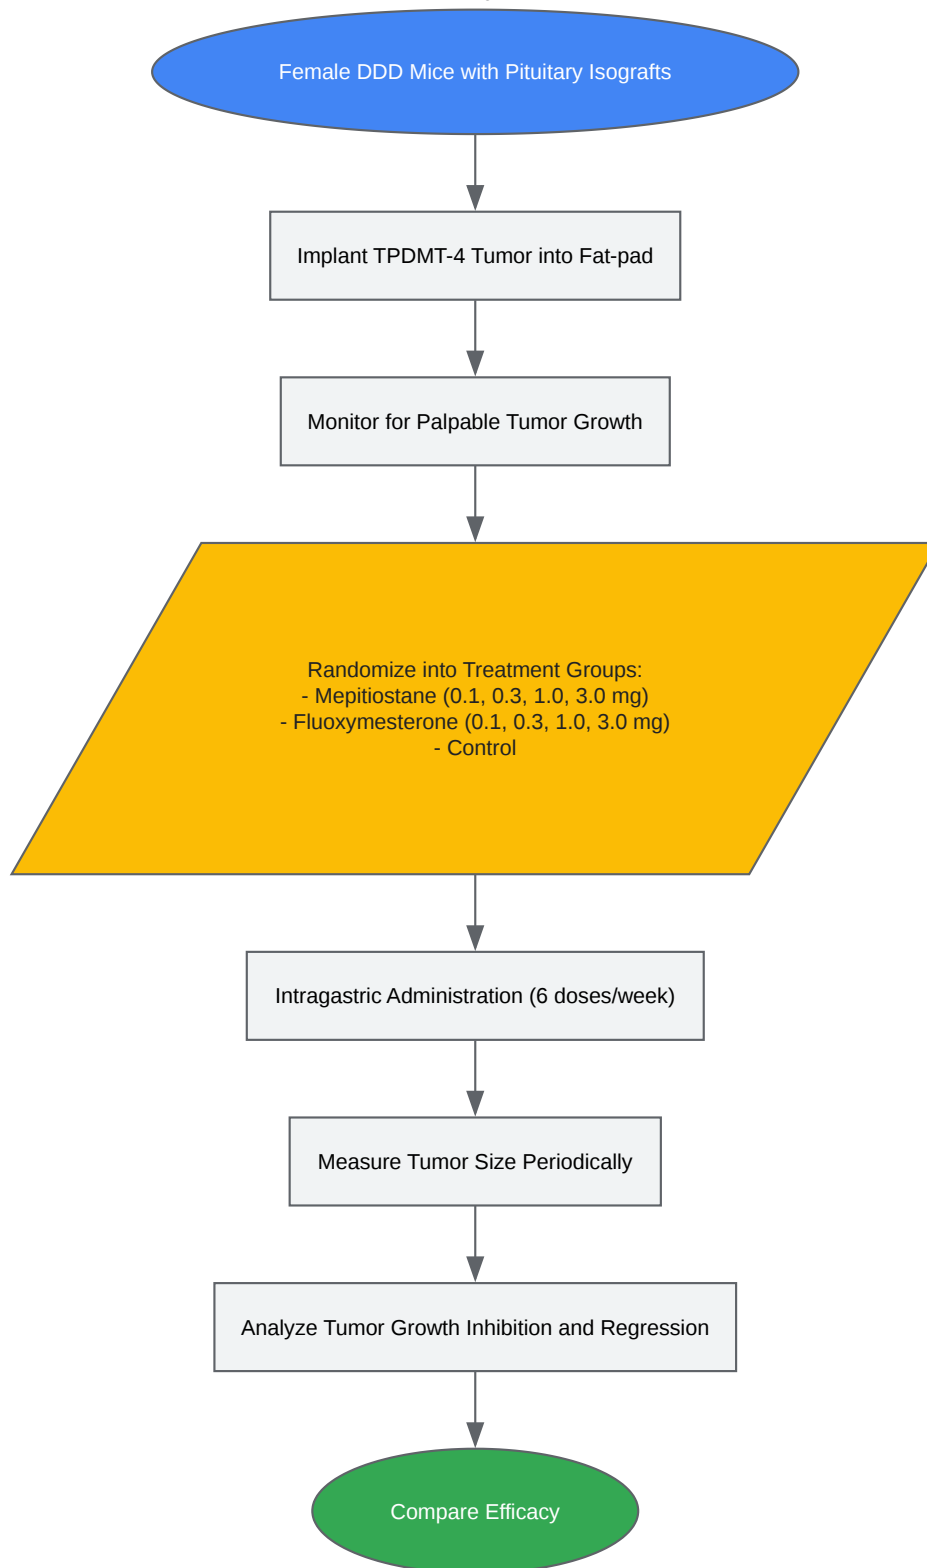 Female DDD Mice with Pituitary Isografts
Implant TPDMT-4 Tumor into Fat-pad
Monitor for Palpable Tumor Growth
Randomize into Treatment Groups:
- Mepitiostane (0.1, 0.3, 1.0, 3.0 mg)
- Fluoxymesterone (0.1, 0.3, 1.0, 3.0 mg)
- Control
Intragastric Administration (6 doses/week)
Measure Tumor Size Periodically
Analyze Tumor Growth Inhibition and Regression
Compare Efficacy